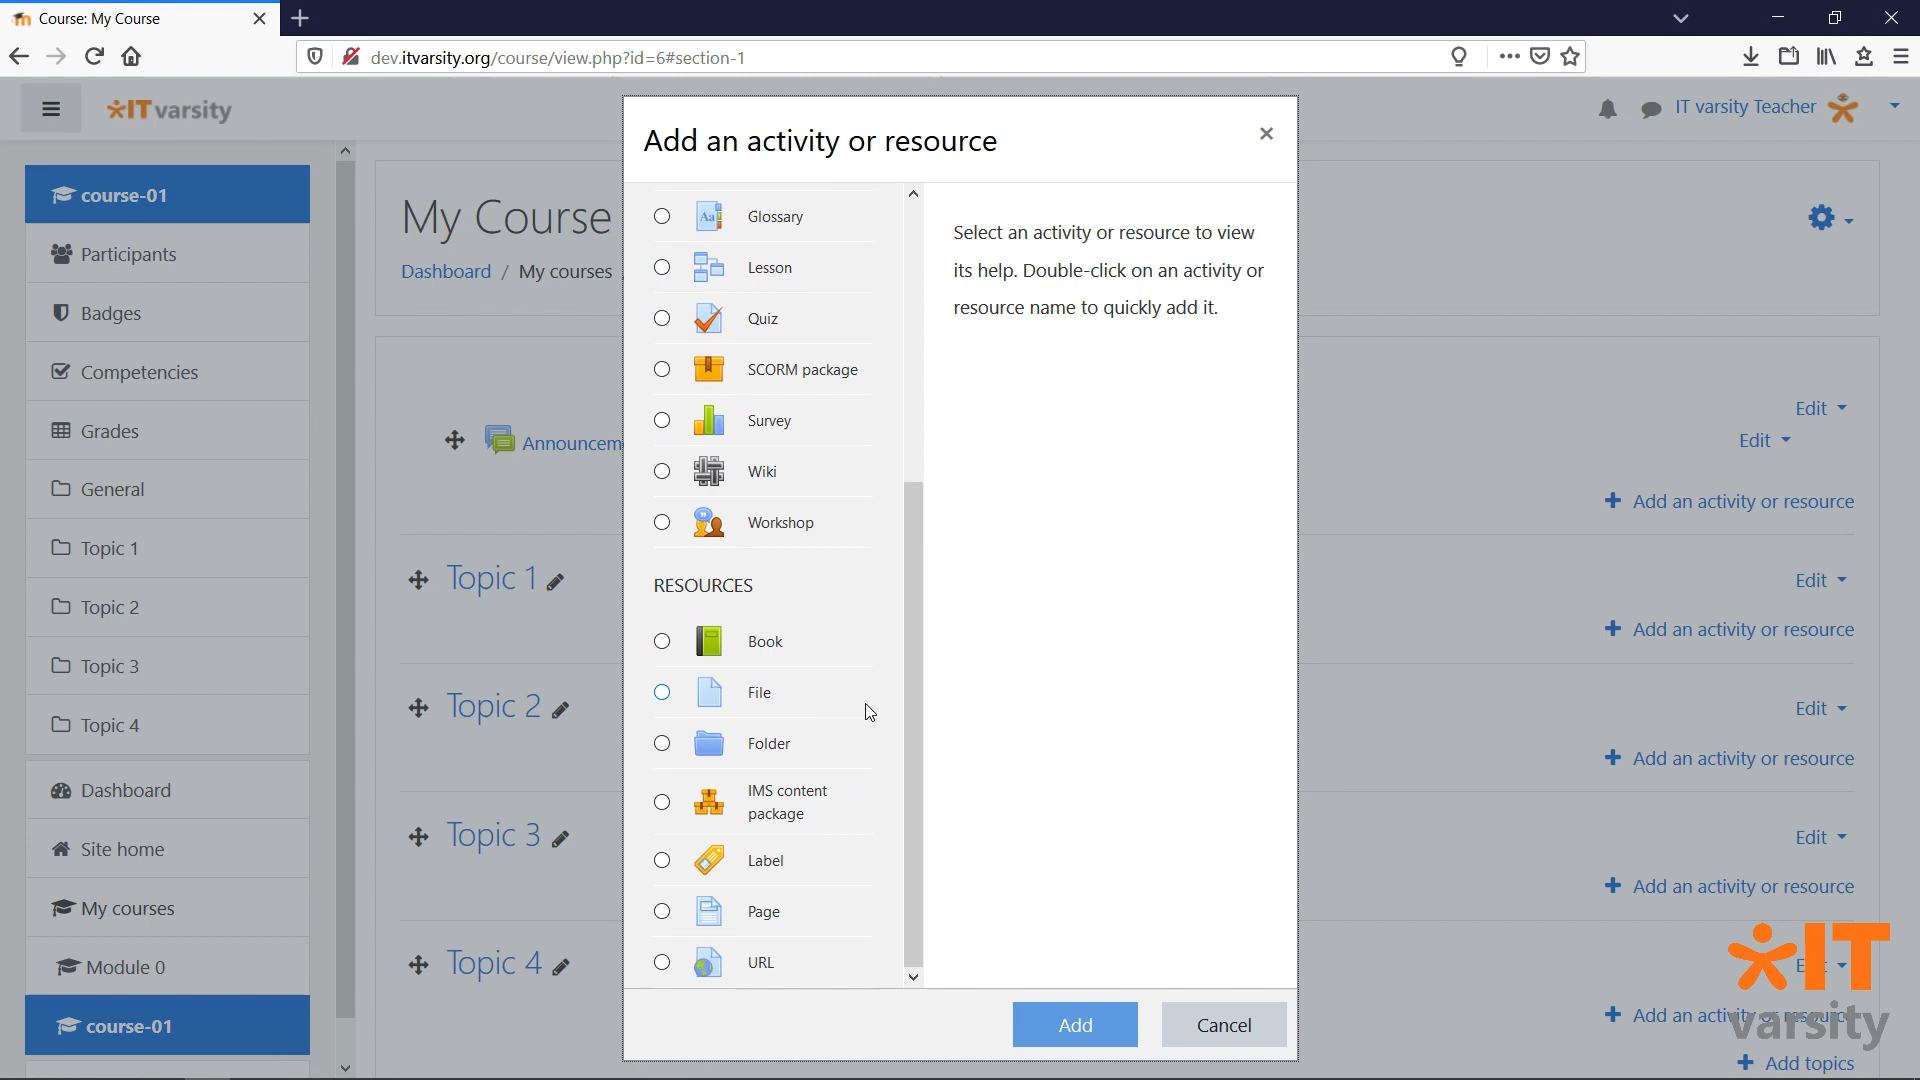 Course: My Course
dev.itvarsity.org/course/view.php?id=6#section-1
IT varsity
IT varsity Teacher
course-01
Participants
Badges
Competencies
Grades
General
Topic 1
Topic 2
Topic 3
Topic 4
Dashboard
Site home
My courses
Module 0
course-01
My Course
Dashboard / My courses
Announcem
Edit
Edit
Add an activity or resource
Topic 1
Edit
Add an activity or resource
Topic 2
Edit
Add an activity or resource
Topic 3
Edit
Add an activity or resource
Topic 4
Add topics
Add an activity or resource
Glossary
Lesson
Quiz
SCORM package
Survey
Wiki
Workshop
RESOURCES
Book
File
Folder
IMS content
package
Label
Page
URL
Select an activity or resource to view
its help. Double-click on an activity or
resource name to quickly add it.
Add
Cancel
IT
varsity